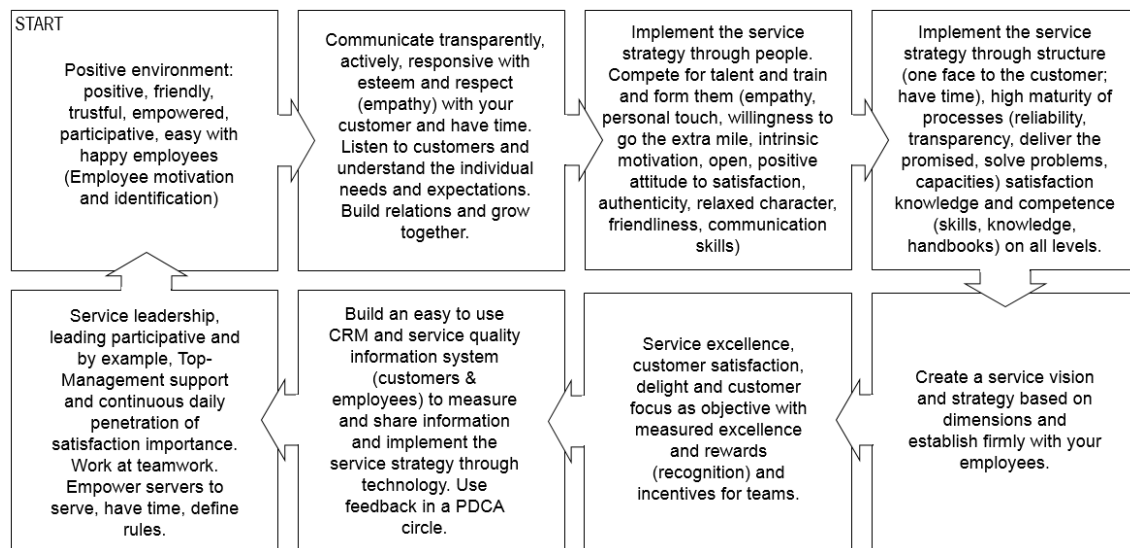 START
Positive environment:
positive, friendly,
trustful, empowered,
participative, easy with
happy employees
(Employee motivation
and identification)
Communicate transparently,
actively, responsive with
esteem and respect
(empathy) with your
customer and have time.
Listen to customers and
understand the individual
needs and expectations.
Build relations and grow
together.
Implement the service
strategy through people.
Compete for talent and train
and form them (empathy,
personal touch, willingness to
go the extra mile, intrinsic
motivation, open, positive
attitude to satisfaction,
authenticity, relaxed character,
friendliness, communication
skills)
Implement the service
strategy through structure
(one face to the customer;
have time), high maturity of
processes (reliability,
transparency, deliver the
promised, solve problems,
capacities) satisfaction
knowledge and competence
(skills, knowledge,
handbooks) on all levels.
Create a service vision
and strategy based on
dimensions and
establish firmly with your
employees.
Service excellence,
customer satisfaction,
delight and customer
focus as objective with
measured excellence
and rewards
(recognition) and
incentives for teams.
Build an easy to use
CRM and service quality
information system
(customers &
employees) to measure
and share information
and implement the
service strategy through
technology. Use
feedback in a PDCA
circle.
Service leadership,
leading participative and
by example, Top-
Management support
and continuous daily
penetration of
satisfaction importance.
Work at teamwork.
Empower servers to
serve, have time, define
rules.